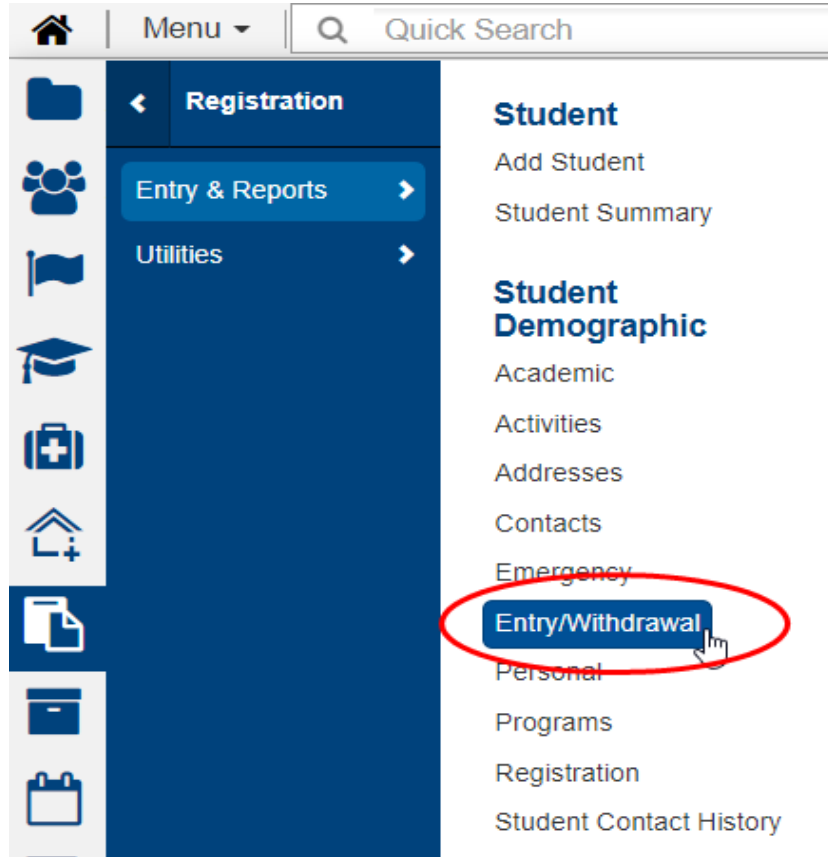 Menu
Quick Search
Registration
Entry & Reports
Utilities
Student
Add Student
Student Summary
Student
Demographic
Academic
Activities
Addresses
Contacts
Emergency
Entry/Withdrawal
Personal
Programs
Registration
Student Contact History